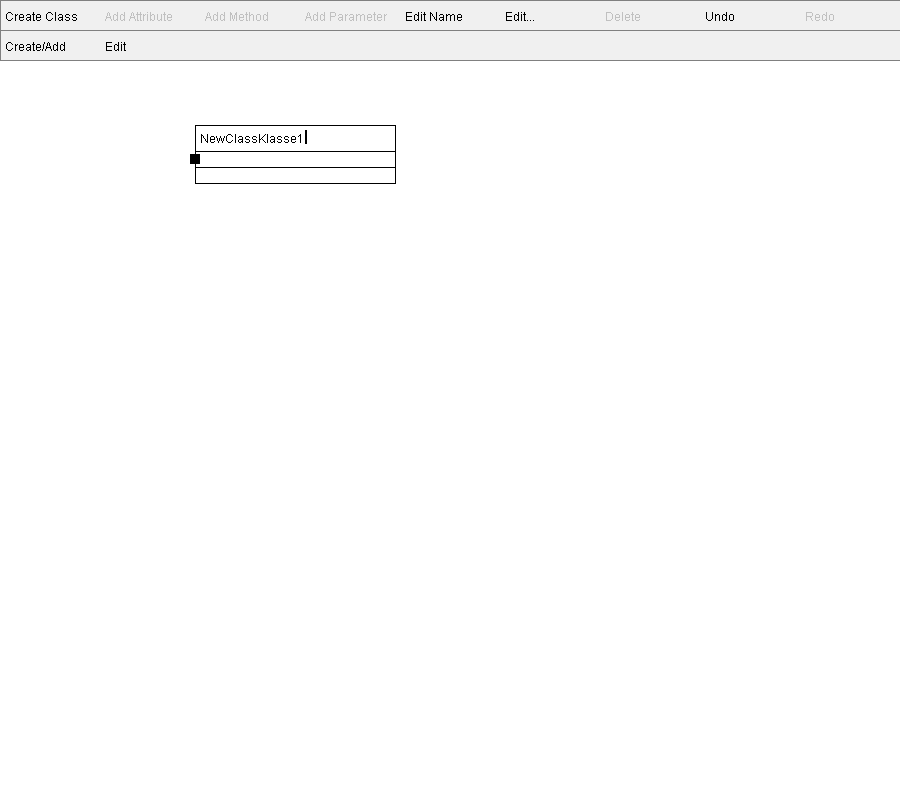 Create Class Add Attribute Add Method Add Parameter Edit Name Edit... Delete Undo Redo
Create/Add Edit
NewClassKlasse1